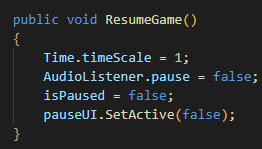 public void ResumeGame()
{
    Time.timeScale = 1;
    AudioListener.pause = false;
    isPaused = false;
    pauseUI.SetActive(false);
}